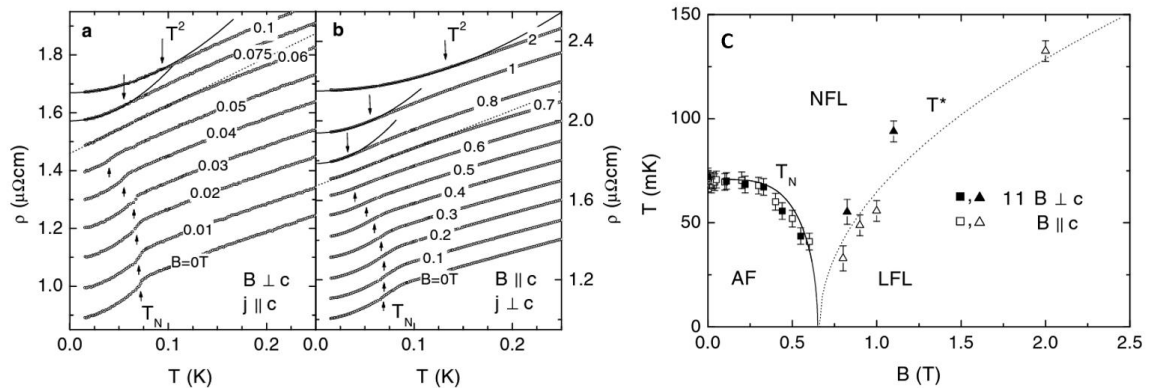 a
T²
0.1
0.075
0.06
0.05
0.04
0.03
0.02
0.01
B=0T
B ⊥ c
j || c
T_N
1.8
1.6
1.4
1.2
1.0
ρ (μΩcm)
0.0
0.1
0.2
T (K)
b
T²
2
1
0.8
0.7
0.6
0.5
0.4
0.3
0.2
0.1
B=0T
B || c
j ⊥ c
T_N
0.0
0.1
0.2
T (K)
2.4
2.0
1.6
1.2
ρ (μΩcm)
C
150
100
50
0
T (mK)
NFL
T*
T_N
AF
LFL
11 B ⊥ c
B || c
0.0
0.5
1.0
1.5
2.0
2.5
B (T)